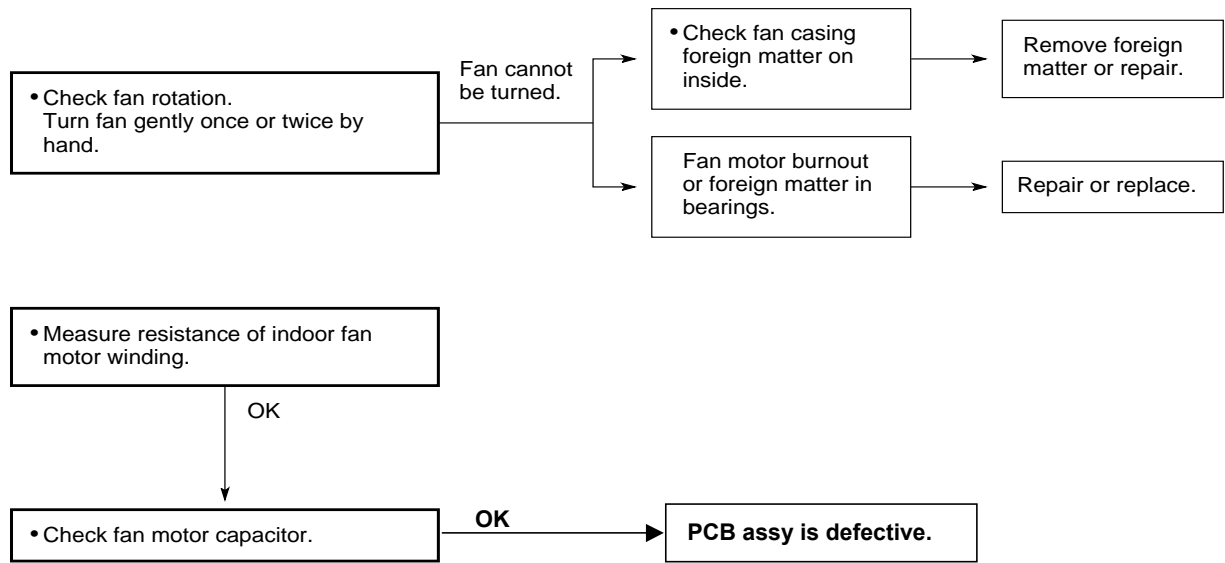 • Check fan rotation.
Turn fan gently once or twice by
hand.
Fan cannot
be turned.
• Check fan casing
foreign matter on
inside.
Remove foreign
matter or repair.
Fan motor burnout
or foreign matter in
bearings.
Repair or replace.
• Measure resistance of indoor fan
motor winding.
OK
• Check fan motor capacitor.
OK
PCB assy is defective.